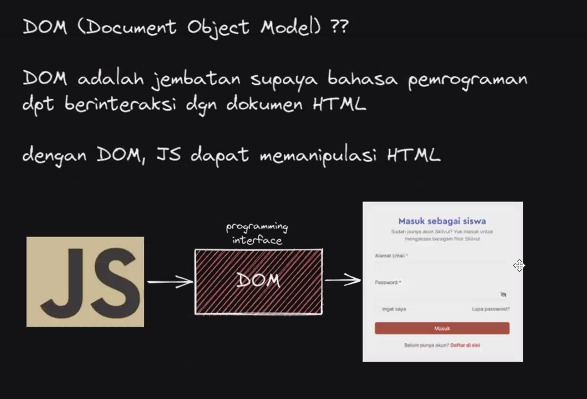 DOM (Document Object Model) ??
DOM adalah jembatan supaya bahasa pemrograman
dpt berinteraksi dgn dokumen HTML
dengan DOM, JS dapat memanipulasi HTML
JS
programming
interface
DOM
Masuk sebagai siswa
Sudah punya akun Skilvul? Yuk masuk untuk
mengakses beragam fitur Skilvul
Alamat Email *
Password *
Ingat saya
Lupa password?
Masuk
Belum punya akun? Daftar di sini